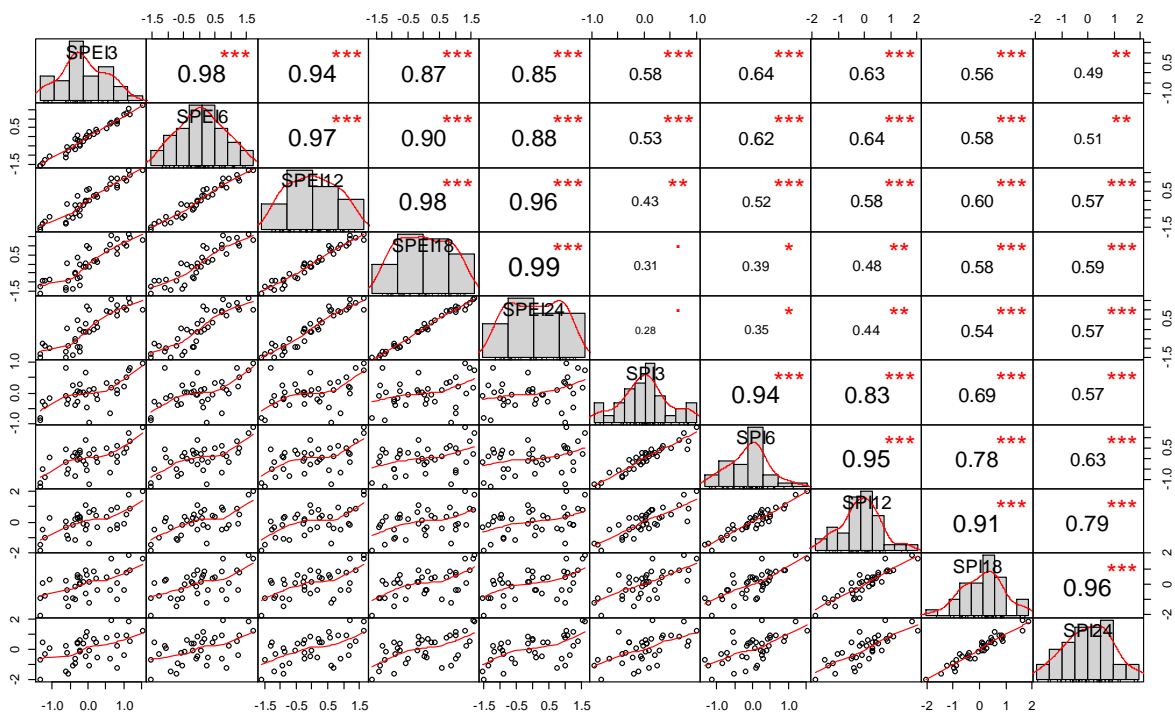 -1.5 -0.5 0.5 1.5 -1.5 -0.5 0.5 1.5 -1.0 0.0 1.0 -2 -1 0 1 2 -2 -1 0 1 2
SPEI3 *** *** *** *** *** *** *** *** **
0.98 0.94 0.87 0.85 0.58 0.64 0.63 0.56 0.49
0.5
-1.0
SPEI6 *** *** *** *** *** *** *** **
0.97 0.90 0.88 0.53 0.62 0.64 0.58 0.51
0.5
-1.5
SPEI12 *** *** ** *** *** *** ***
0.98 0.96 0.43 0.52 0.58 0.60 0.57
0.5
-1.5
SPEI18 *** . * ** *** ***
0.99 0.31 0.39 0.48 0.58 0.59
0.5
-1.5
SPEI24 . * ** *** ***
0.28 0.35 0.44 0.54 0.57
0.5
-1.5
SPI3 *** *** *** ***
0.94 0.83 0.69 0.57
1.0
0.0
-1.0
SPI6 *** *** ***
0.95 0.78 0.63
0.5
-1.0
SPI12 *** ***
0.91 0.79
2
0
-2
SPI18 ***
0.96
2
0
-2
SPI24
2
0
-2
-1.0 0.0 1.0 -1.5 -0.5 0.5 1.5 -1.5 -0.5 0.5 1.5 -1.0 0.0 1.0 -2 -1 0 1 2